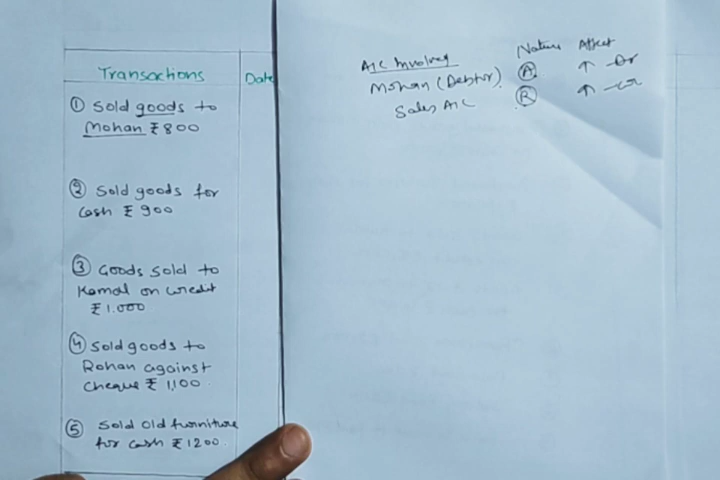 Transactions
Date
① Sold goods to
Mohan ₹800
② Sold goods for
cash ₹900
③ Goods sold to
Kamal on credit
₹1,000
④ Sold goods to
Rohan against
cheque ₹1,100.
⑤ Sold old furniture
for cash ₹1200.
A/C Involving Nature Affect
Mohan (Debtor) Ⓐ ↑ - Dr
Sales A/C Ⓡ ↑ - Cr